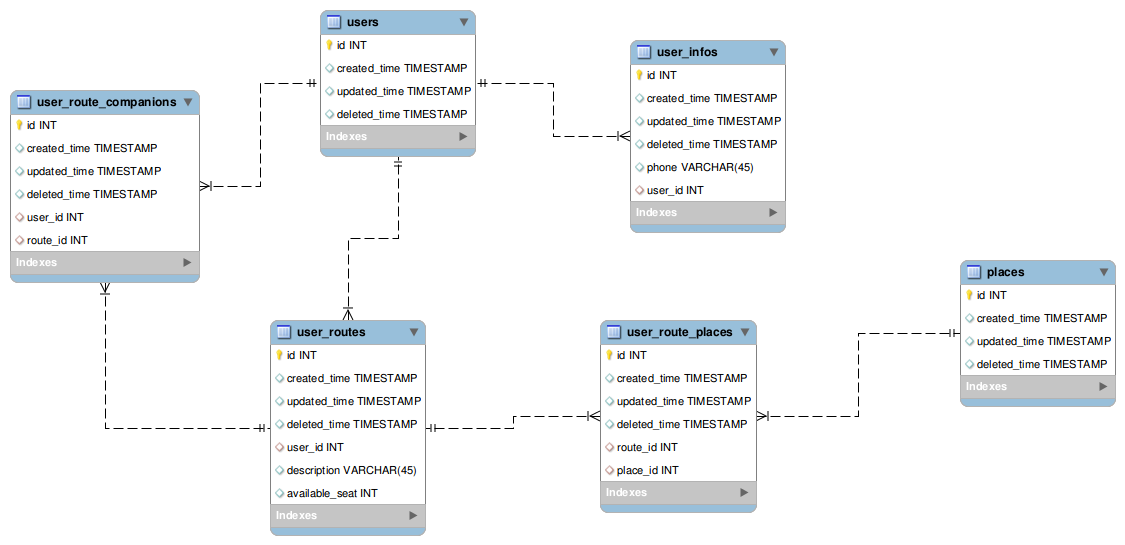 users
id INT
created_time TIMESTAMP
updated_time TIMESTAMP
deleted_time TIMESTAMP
Indexes
user_infos
id INT
created_time TIMESTAMP
updated_time TIMESTAMP
deleted_time TIMESTAMP
phone VARCHAR(45)
user_id INT
Indexes
user_route_companions
id INT
created_time TIMESTAMP
updated_time TIMESTAMP
deleted_time TIMESTAMP
user_id INT
route_id INT
Indexes
places
id INT
created_time TIMESTAMP
updated_time TIMESTAMP
deleted_time TIMESTAMP
Indexes
user_routes
id INT
created_time TIMESTAMP
updated_time TIMESTAMP
deleted_time TIMESTAMP
user_id INT
description VARCHAR(45)
available_seat INT
Indexes
user_route_places
id INT
created_time TIMESTAMP
updated_time TIMESTAMP
deleted_time TIMESTAMP
route_id INT
place_id INT
Indexes